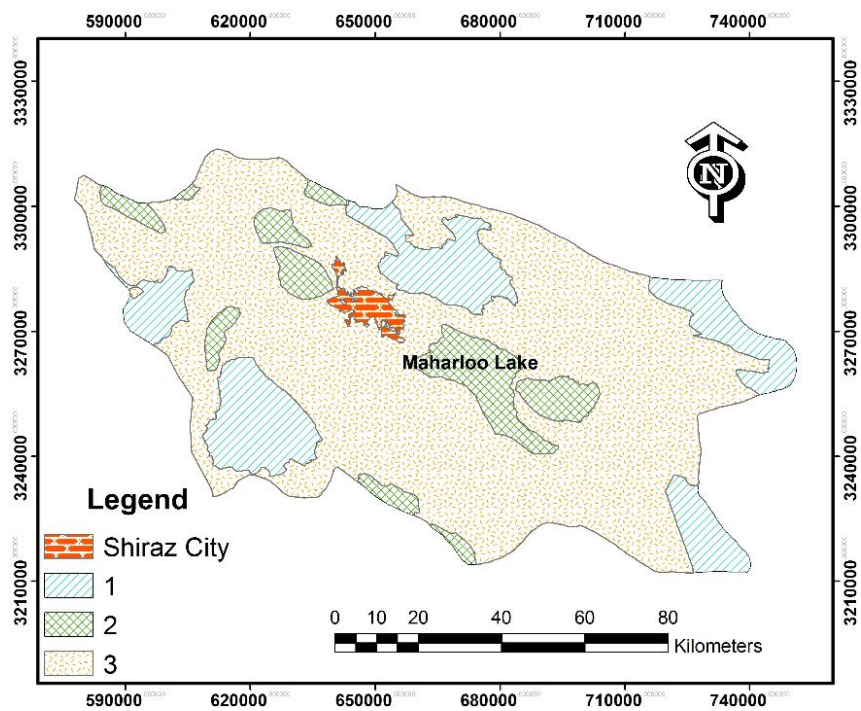 590000 620000 650000 680000 710000 740000
3330000 3330000
3300000 3300000
3270000 3270000
3240000 3240000
3210000 3210000
N
Maharloo Lake
Legend
Shiraz City
1
2
3
0 10 20 40 60 80
Kilometers
590000 620000 650000 680000 710000 740000